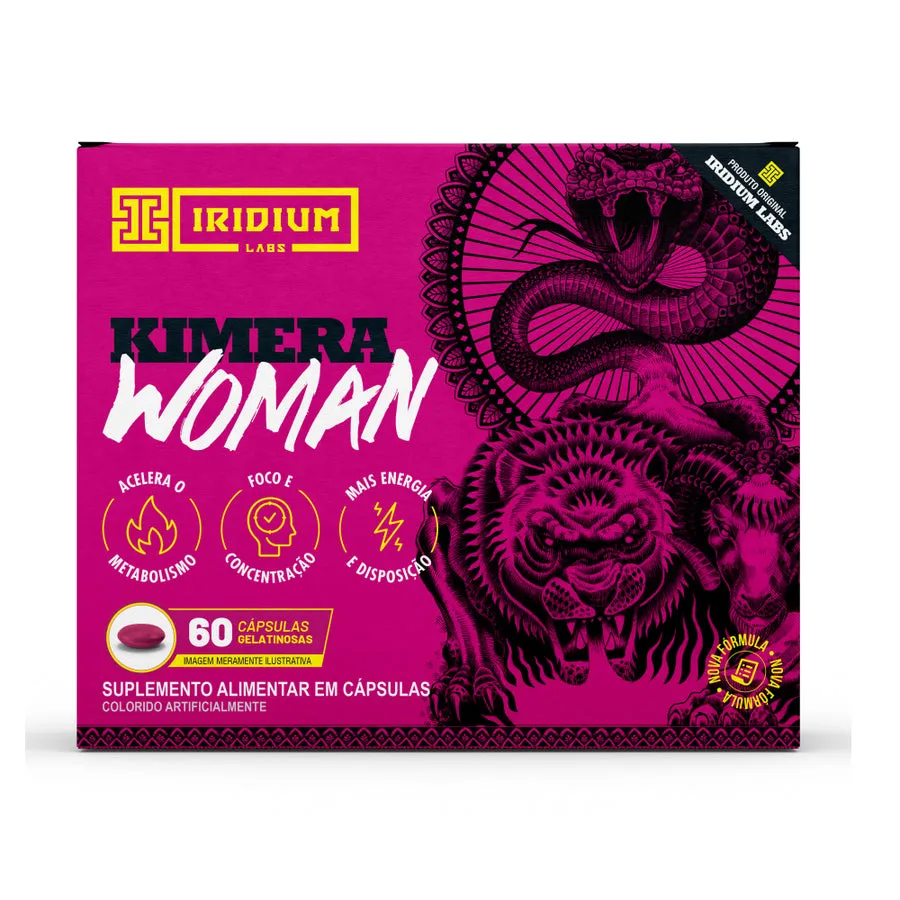 IRIDIUM
LABS
PRODUTO ORIGINAL
IRIDIUM LABS
KIMERA
WOMAN
ACELERA O
METABOLISMO
FOCO E
CONCENTRAÇÃO
MAIS ENERGIA
E DISPOSIÇÃO
60 CÁPSULAS
GELATINOSAS
IMAGEM MERAMENTE ILUSTRATIVA
SUPLEMENTO ALIMENTAR EM CÁPSULAS
COLORIDO ARTIFICIALMENTE
NOVA FÓRMULA • NOVA FÓRMULA •